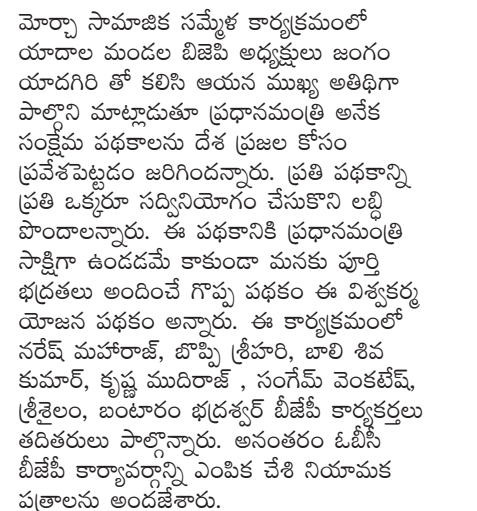 మోర్చా సామాజిక సమ్మేళ కార్యక్రమంలో
యాదాల మండల బిజెపి అధ్యక్షులు జంగం
యాదగిరి తో కలిసి ఆయన ముఖ్య అతిథిగా
పాల్గొని మాట్లాడుతూ ప్రధానమంత్రి అనేక
సంక్షేమ పథకాలను దేశ ప్రజల కోసం
ప్రవేశపెట్టడం జరిగిందన్నారు. ప్రతి పథకాన్ని
ప్రతి ఒక్కరూ సద్వినియోగం చేసుకొని లబ్ధి
పొందాలన్నారు. ఈ పథకానికి ప్రధానమంత్రి
సాక్షిగా ఉండడమే కాకుండా మనకు పూర్తి
భద్రతలు అందించే గొప్ప పథకం ఈ విశ్వకర్మ
యోజన పథకం అన్నారు. ఈ కార్యక్రమంలో
నరేష్ మహారాజ్, బొప్పి శ్రీహరి, బాలి శివ
కుమార్, కృష్ణ ముదిరాజ్ , సంగేమ్ వెంకటేష్,
శ్రీశైలం, బంటారం భద్రశ్వర్ బీజేపీ కార్యకర్తలు
తదితరులు పాల్గొన్నారు. అనంతరం ఓబీసీ
బీజేపీ కార్యావర్గాన్ని ఎంపిక చేశి నియామక
పత్రాలను అందజేశారు.